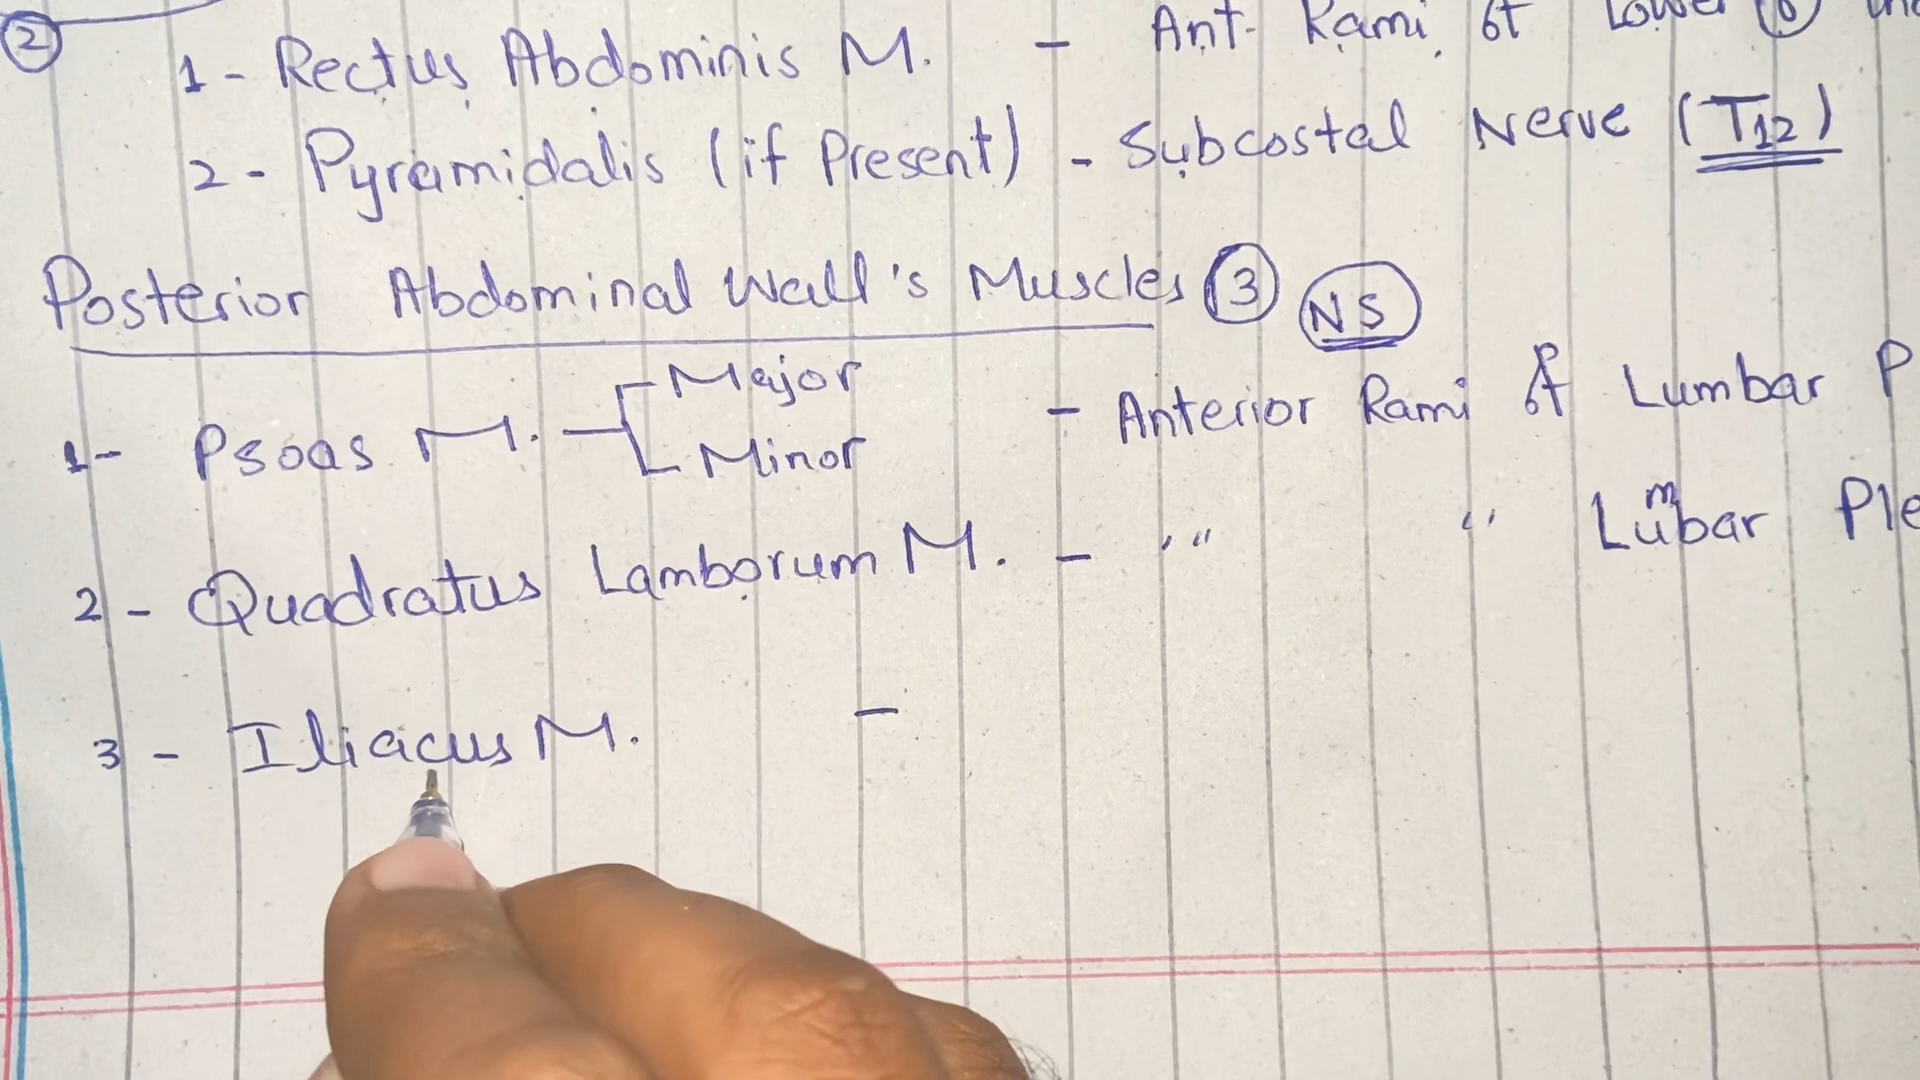 ②
1- Rectus Abdominis M. - Ant. Rami of Lower ⑥
2- Pyramidalis (if Present) - Subcostal Nerve (T12)
Posterior Abdominal Wall's Muscles ③ NS
1- Psoas M. Major Minor - Anterior Rami of Lumbar P
2- Quadratus Lamborum M. - " " Lumbar Ple
3- Iliacus M. -